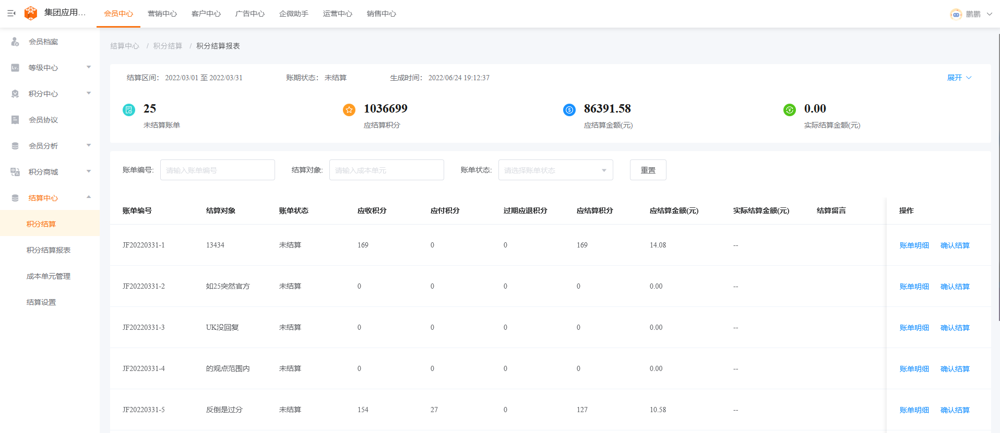 集团应用... 会员中心 营销中心 客户中心 广告中心 企微助手 运营中心 销售中心 鹏鹏
会员档案
等级中心
积分中心
会员协议
会员分析
积分商城
结算中心
积分结算
积分结算报表
成本单元管理
结算设置
结算中心 / 积分结算 / 积分结算报表
结算区间： 2022/03/01 至 2022/03/31 账期状态： 未结算 生成时间： 2022/06/24 19:12:37 展开
25 1036699 86391.58 0.00
未结算账单 应结算积分 应结算金额(元) 实际结算金额(元)
账单编号: 请输入账单编号 结算对象: 请输入成本单元 账单状态: 请选择账单状态 重置
账单编号 结算对象 账单状态 应收积分 应付积分 过期应退积分 应结算积分 应结算金额(元) 实际结算金额(元) 结算留言 操作
JF20220331-1 13434 未结算 169 0 0 169 14.08 -- 账单明细 确认结算
JF20220331-2 如25突然官方 未结算 0 0 0 0 0.00 -- 账单明细 确认结算
JF20220331-3 UK没回复 未结算 0 0 0 0 0.00 -- 账单明细 确认结算
JF20220331-4 的观点范围内 未结算 0 0 0 0 0.00 -- 账单明细 确认结算
JF20220331-5 反倒是过分 未结算 154 27 0 127 10.58 -- 账单明细 确认结算